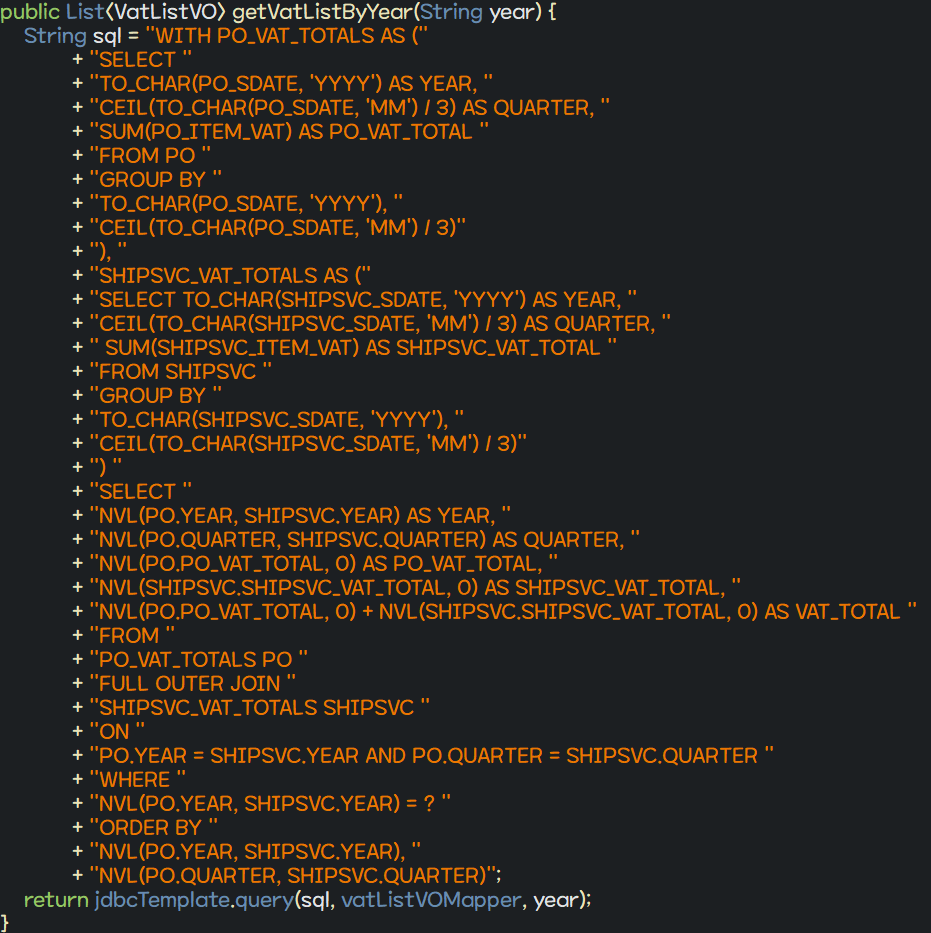 public List<VatListVO> getVatListByYear(String year) {
String sql = "WITH PO_VAT_TOTALS AS ("
+ "SELECT "
+ "TO_CHAR(PO_SDATE, 'YYYY') AS YEAR, "
+ "CEIL(TO_CHAR(PO_SDATE, 'MM') / 3) AS QUARTER, "
+ "SUM(PO_ITEM_VAT) AS PO_VAT_TOTAL "
+ "FROM PO "
+ "GROUP BY "
+ "TO_CHAR(PO_SDATE, 'YYYY'), "
+ "CEIL(TO_CHAR(PO_SDATE, 'MM') / 3)"
+ "), "
+ "SHIPSVC_VAT_TOTALS AS ("
+ "SELECT TO_CHAR(SHIPSVC_SDATE, 'YYYY') AS YEAR, "
+ "CEIL(TO_CHAR(SHIPSVC_SDATE, 'MM') / 3) AS QUARTER, "
+ " SUM(SHIPSVC_ITEM_VAT) AS SHIPSVC_VAT_TOTAL "
+ "FROM SHIPSVC "
+ "GROUP BY "
+ "TO_CHAR(SHIPSVC_SDATE, 'YYYY'), "
+ "CEIL(TO_CHAR(SHIPSVC_SDATE, 'MM') / 3)"
+ ") "
+ "SELECT "
+ "NVL(PO.YEAR, SHIPSVC.YEAR) AS YEAR, "
+ "NVL(PO.QUARTER, SHIPSVC.QUARTER) AS QUARTER, "
+ "NVL(PO.PO_VAT_TOTAL, 0) AS PO_VAT_TOTAL, "
+ "NVL(SHIPSVC.SHIPSVC_VAT_TOTAL, 0) AS SHIPSVC_VAT_TOTAL, "
+ "NVL(PO.PO_VAT_TOTAL, 0) + NVL(SHIPSVC.SHIPSVC_VAT_TOTAL, 0) AS VAT_TOTAL "
+ "FROM "
+ "PO_VAT_TOTALS PO "
+ "FULL OUTER JOIN "
+ "SHIPSVC_VAT_TOTALS SHIPSVC "
+ "ON "
+ "PO.YEAR = SHIPSVC.YEAR AND PO.QUARTER = SHIPSVC.QUARTER "
+ "WHERE "
+ "NVL(PO.YEAR, SHIPSVC.YEAR) = ? "
+ "ORDER BY "
+ "NVL(PO.YEAR, SHIPSVC.YEAR), "
+ "NVL(PO.QUARTER, SHIPSVC.QUARTER)";
return jdbcTemplate.query(sql, vatListVOMapper, year);
}